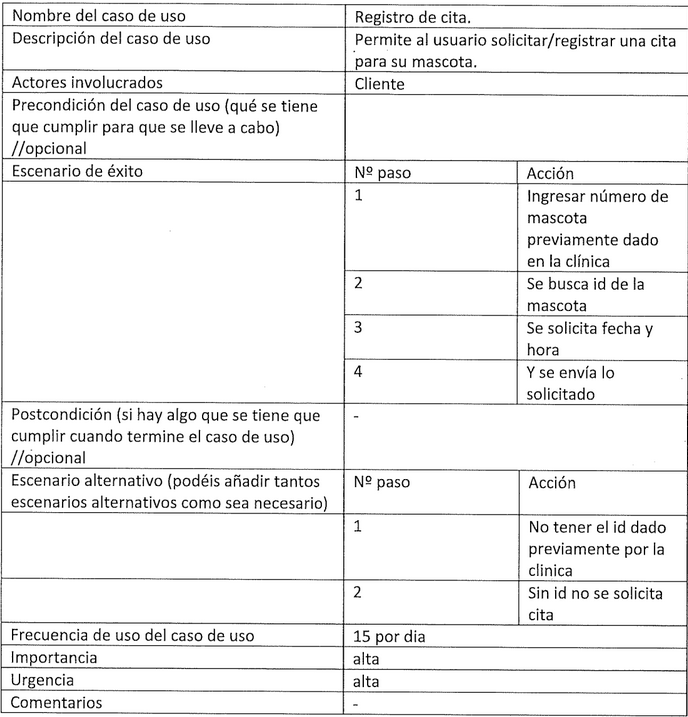 Nombre del caso de uso Registro de cita.
Descripción del caso de uso Permite al usuario solicitar/registrar una cita
para su mascota.
Actores involucrados Cliente
Precondición del caso de uso (qué se tiene
que cumplir para que se lleve a cabo)
//opcional
Escenario de éxito Nº paso Acción
1 Ingresar número de
mascota
previamente dado
en la clínica
2 Se busca id de la
mascota
3 Se solicita fecha y
hora
4 Y se envía lo
solicitado
Postcondición (si hay algo que se tiene que -
cumplir cuando termine el caso de uso)
//opcional
Escenario alternativo (podéis añadir tantos Nº paso Acción
escenarios alternativos como sea necesario)
1 No tener el id dado
previamente por la
clinica
2 Sin id no se solicita
cita
Frecuencia de uso del caso de uso 15 por dia
Importancia alta
Urgencia alta
Comentarios -